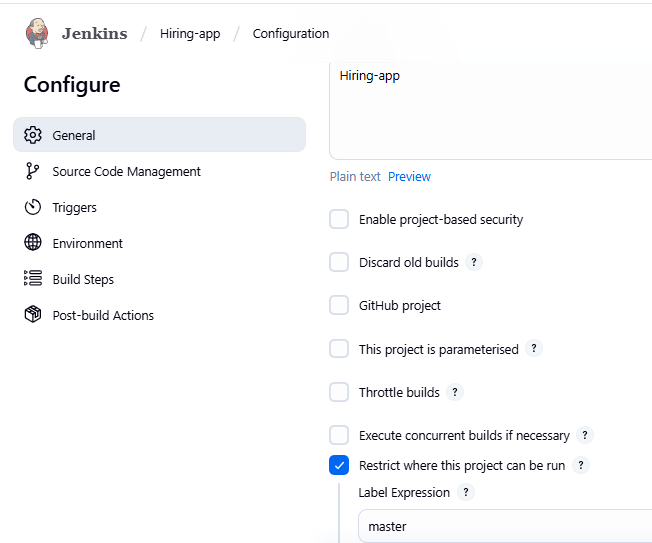 Jenkins / Hiring-app / Configuration
Configure
General
Source Code Management
Triggers
Environment
Build Steps
Post-build Actions
Hiring-app
Plain text Preview
Enable project-based security
Discard old builds ?
GitHub project
This project is parameterised ?
Throttle builds ?
Execute concurrent builds if necessary ?
Restrict where this project can be run ?
Label Expression ?
master